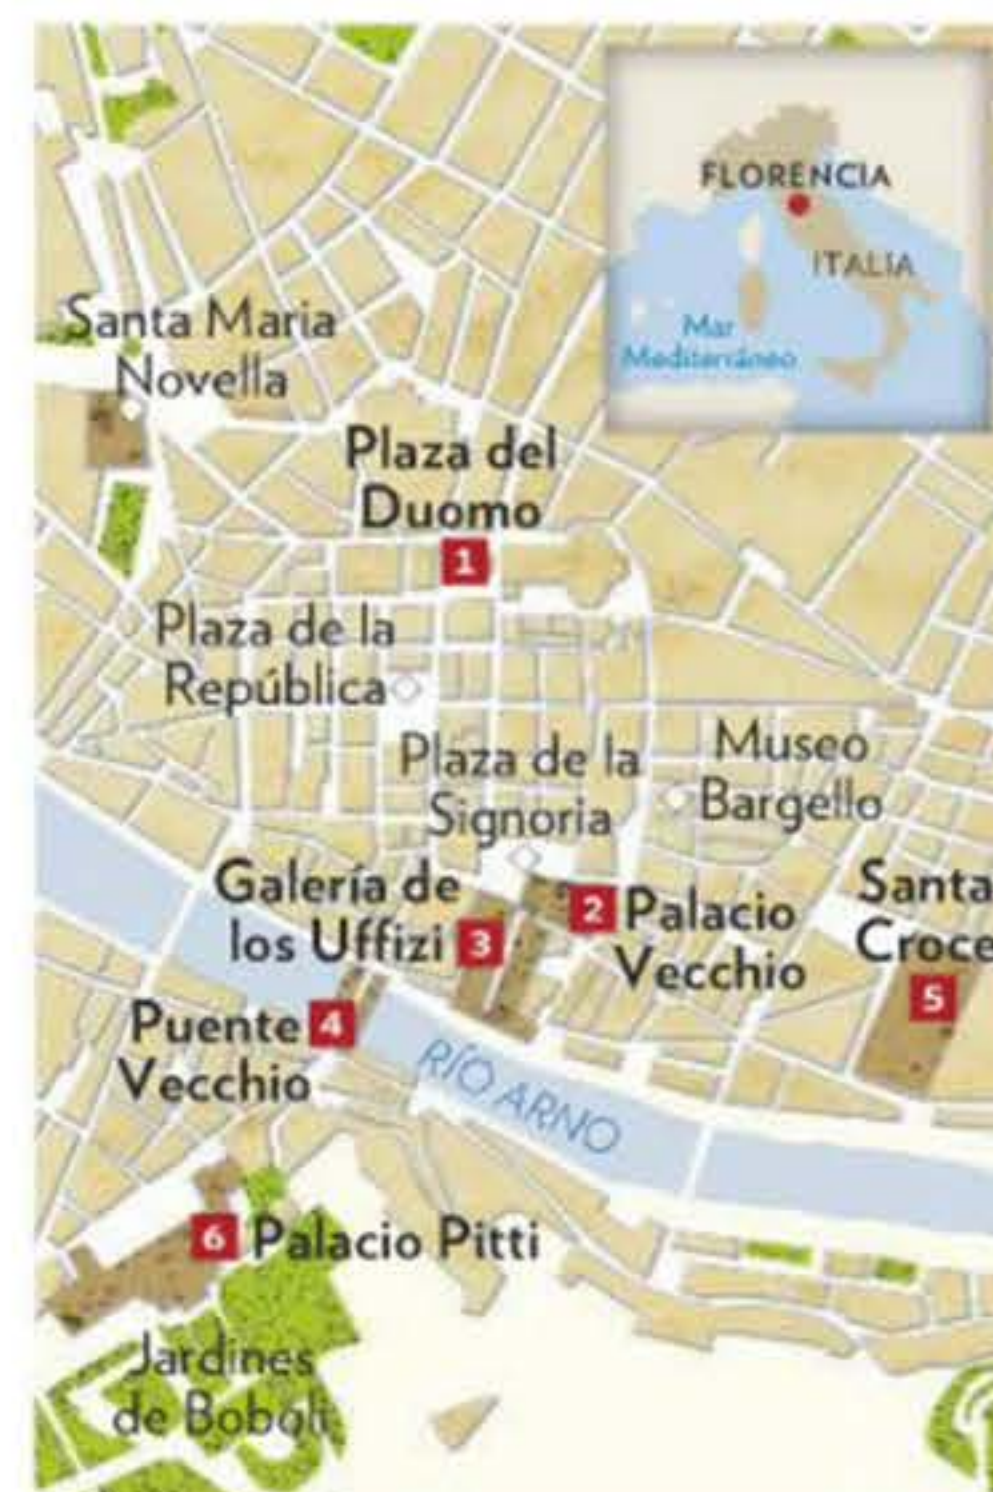 FLORENCIA
ITALIA
Mar
Mediterráneo
Santa Maria
Novella
Plaza del
Duomo
1
Plaza de la
República
Plaza de la
Signoria
Museo
Bargello
Galería de
los Uffizi 3
2 Palacio
Vecchio
Santa
Croce
5
Puente 4
Vecchio
RÍO ARNO
6 Palacio Pitti
Jardines
de Boboli